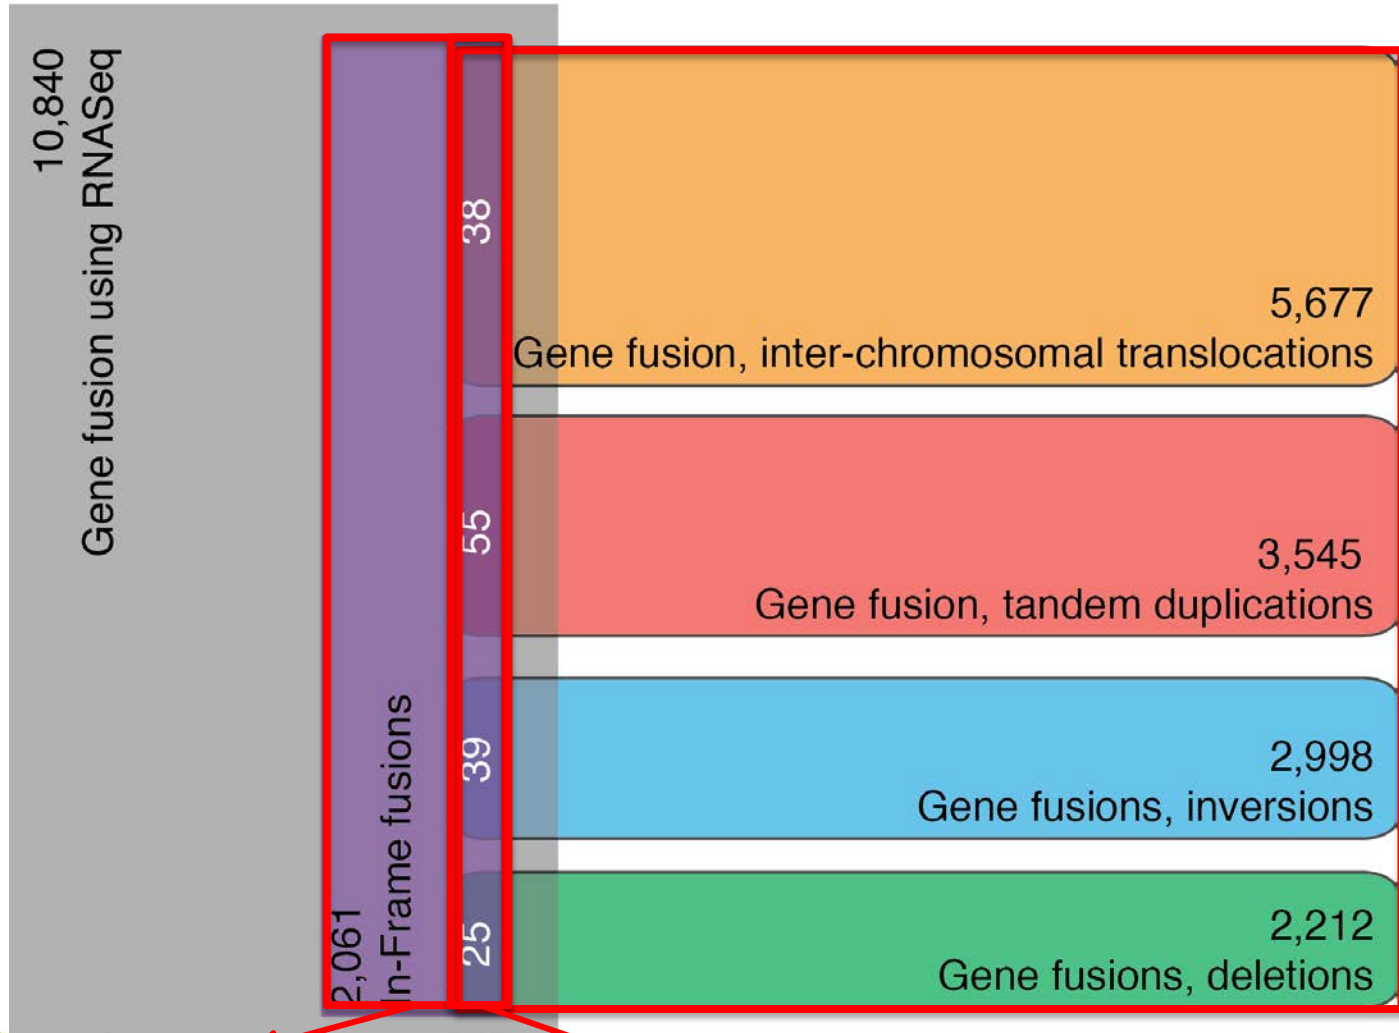 10,840
Gene fusion using RNASeq
2,061
In-Frame fusions
38
55
39
25
5,677
Gene fusion, inter-chromosomal translocations
3,545
Gene fusion, tandem duplications
2,998
Gene fusions, inversions
2,212
Gene fusions, deletions